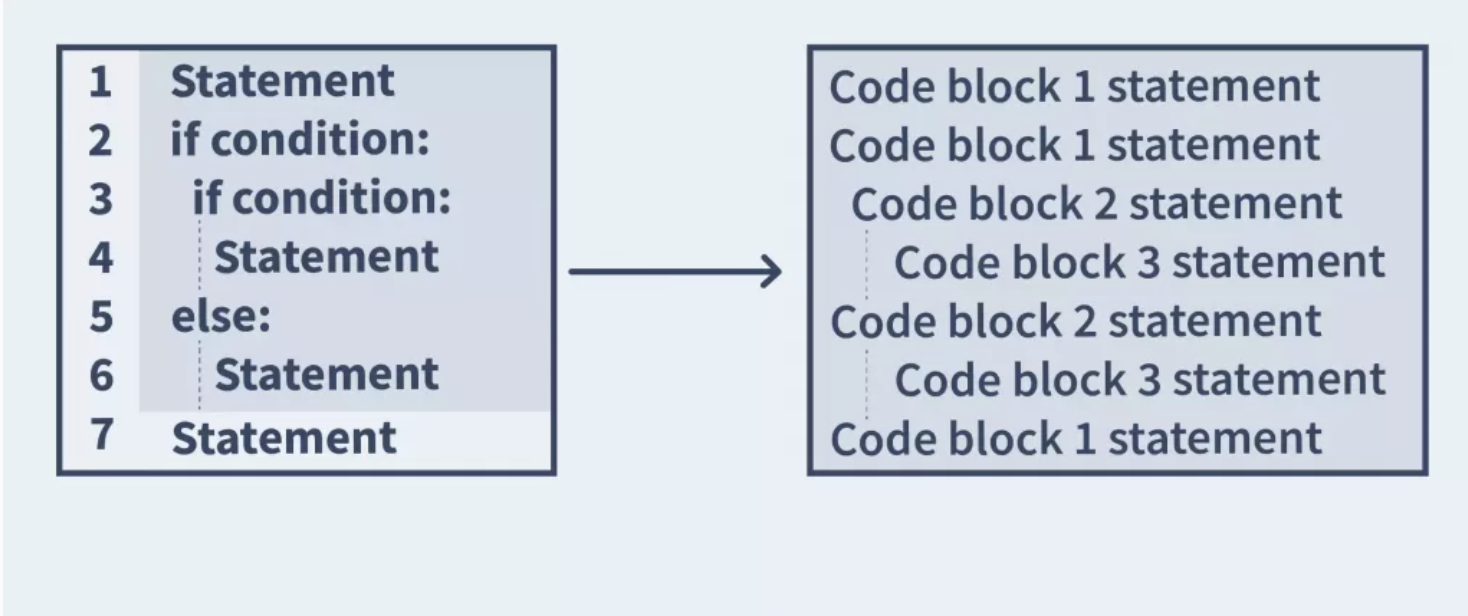 1 Statement
2 if condition:
3 if condition:
4 Statement
5 else:
6 Statement
7 Statement
Code block 1 statement
Code block 1 statement
Code block 2 statement
Code block 3 statement
Code block 2 statement
Code block 3 statement
Code block 1 statement